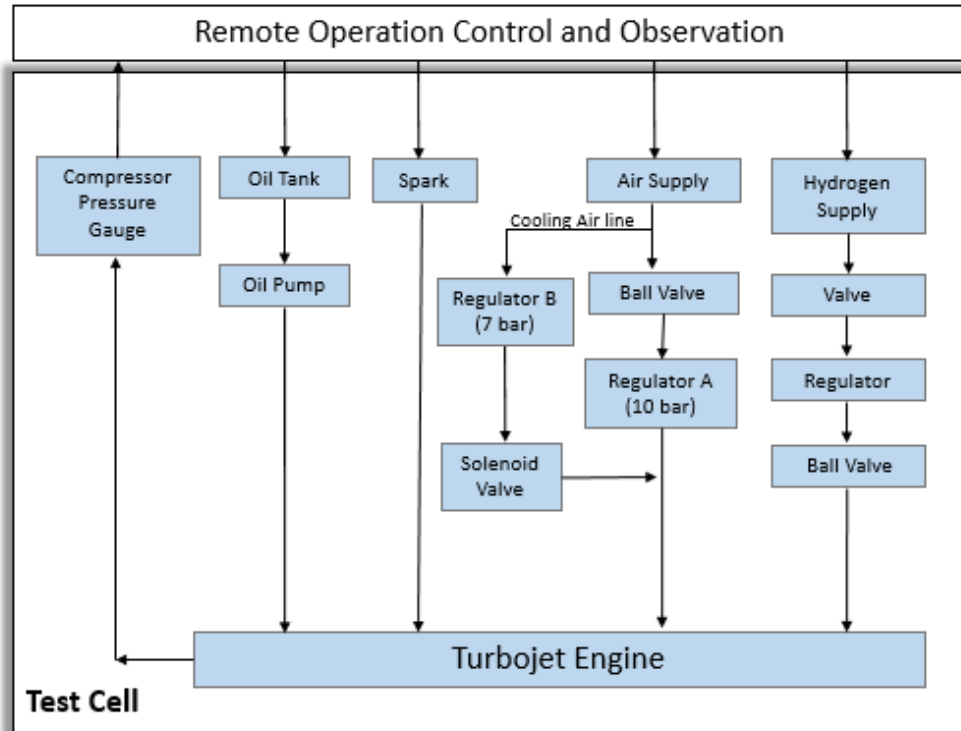 Remote Operation Control and Observation
Compressor
Pressure
Gauge
Oil Tank
Spark
Air Supply
Hydrogen
Supply
Cooling Air line
Oil Pump
Regulator B
(7 bar)
Ball Valve
Valve
Regulator A
(10 bar)
Regulator
Solenoid
Valve
Ball Valve
Turbojet Engine
Test Cell